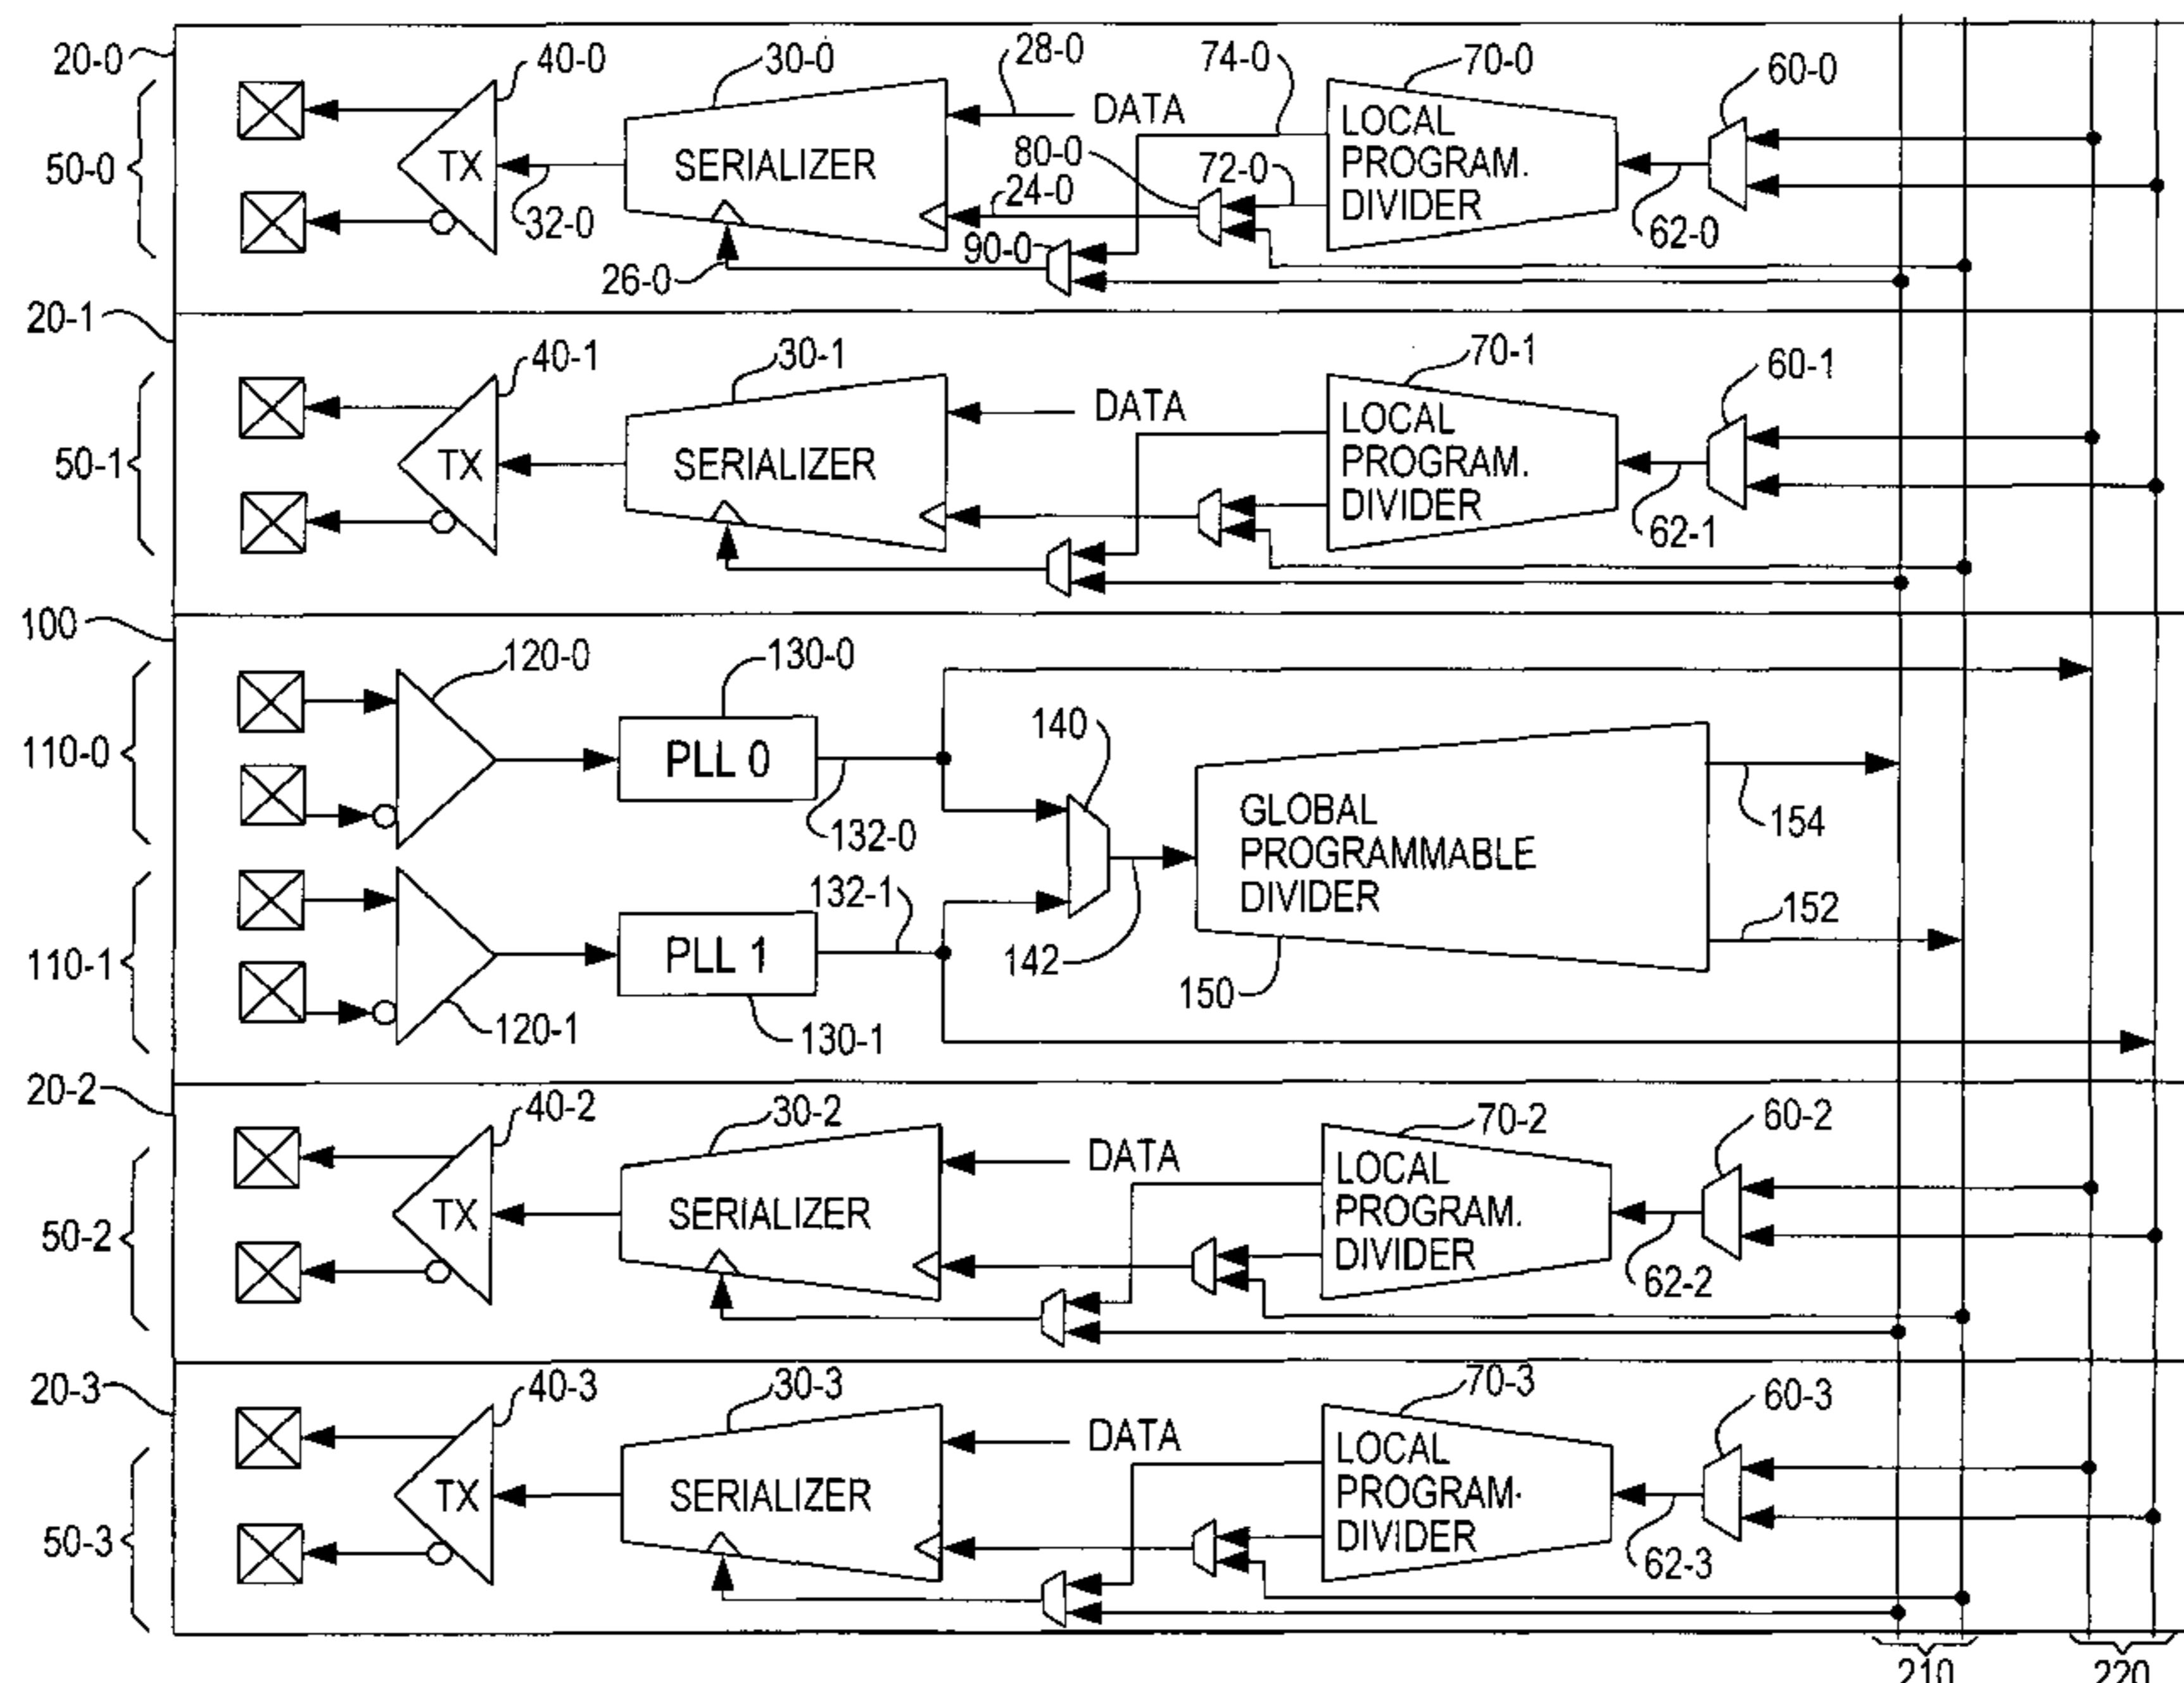 20-0
50-0
40-0
TX
32-0
30-0
SERIALIZER
26-0
28-0
DATA
24-0
80-0
90-0
74-0
72-0
70-0
LOCAL
PROGRAM.
DIVIDER
62-0
60-0
20-1
50-1
40-1
TX
30-1
SERIALIZER
DATA
70-1
LOCAL
PROGRAM.
DIVIDER
62-1
60-1
100
110-0
120-0
130-0
PLL 0
132-0
140
GLOBAL
PROGRAMMABLE
DIVIDER
154
110-1
120-1
PLL 1
130-1
132-1
142
150
152
20-2
50-2
40-2
TX
30-2
SERIALIZER
DATA
70-2
LOCAL
PROGRAM.
DIVIDER
62-2
60-2
20-3
50-3
40-3
TX
30-3
SERIALIZER
DATA
70-3
LOCAL
PROGRAM.
DIVIDER
62-3
60-3
210
220